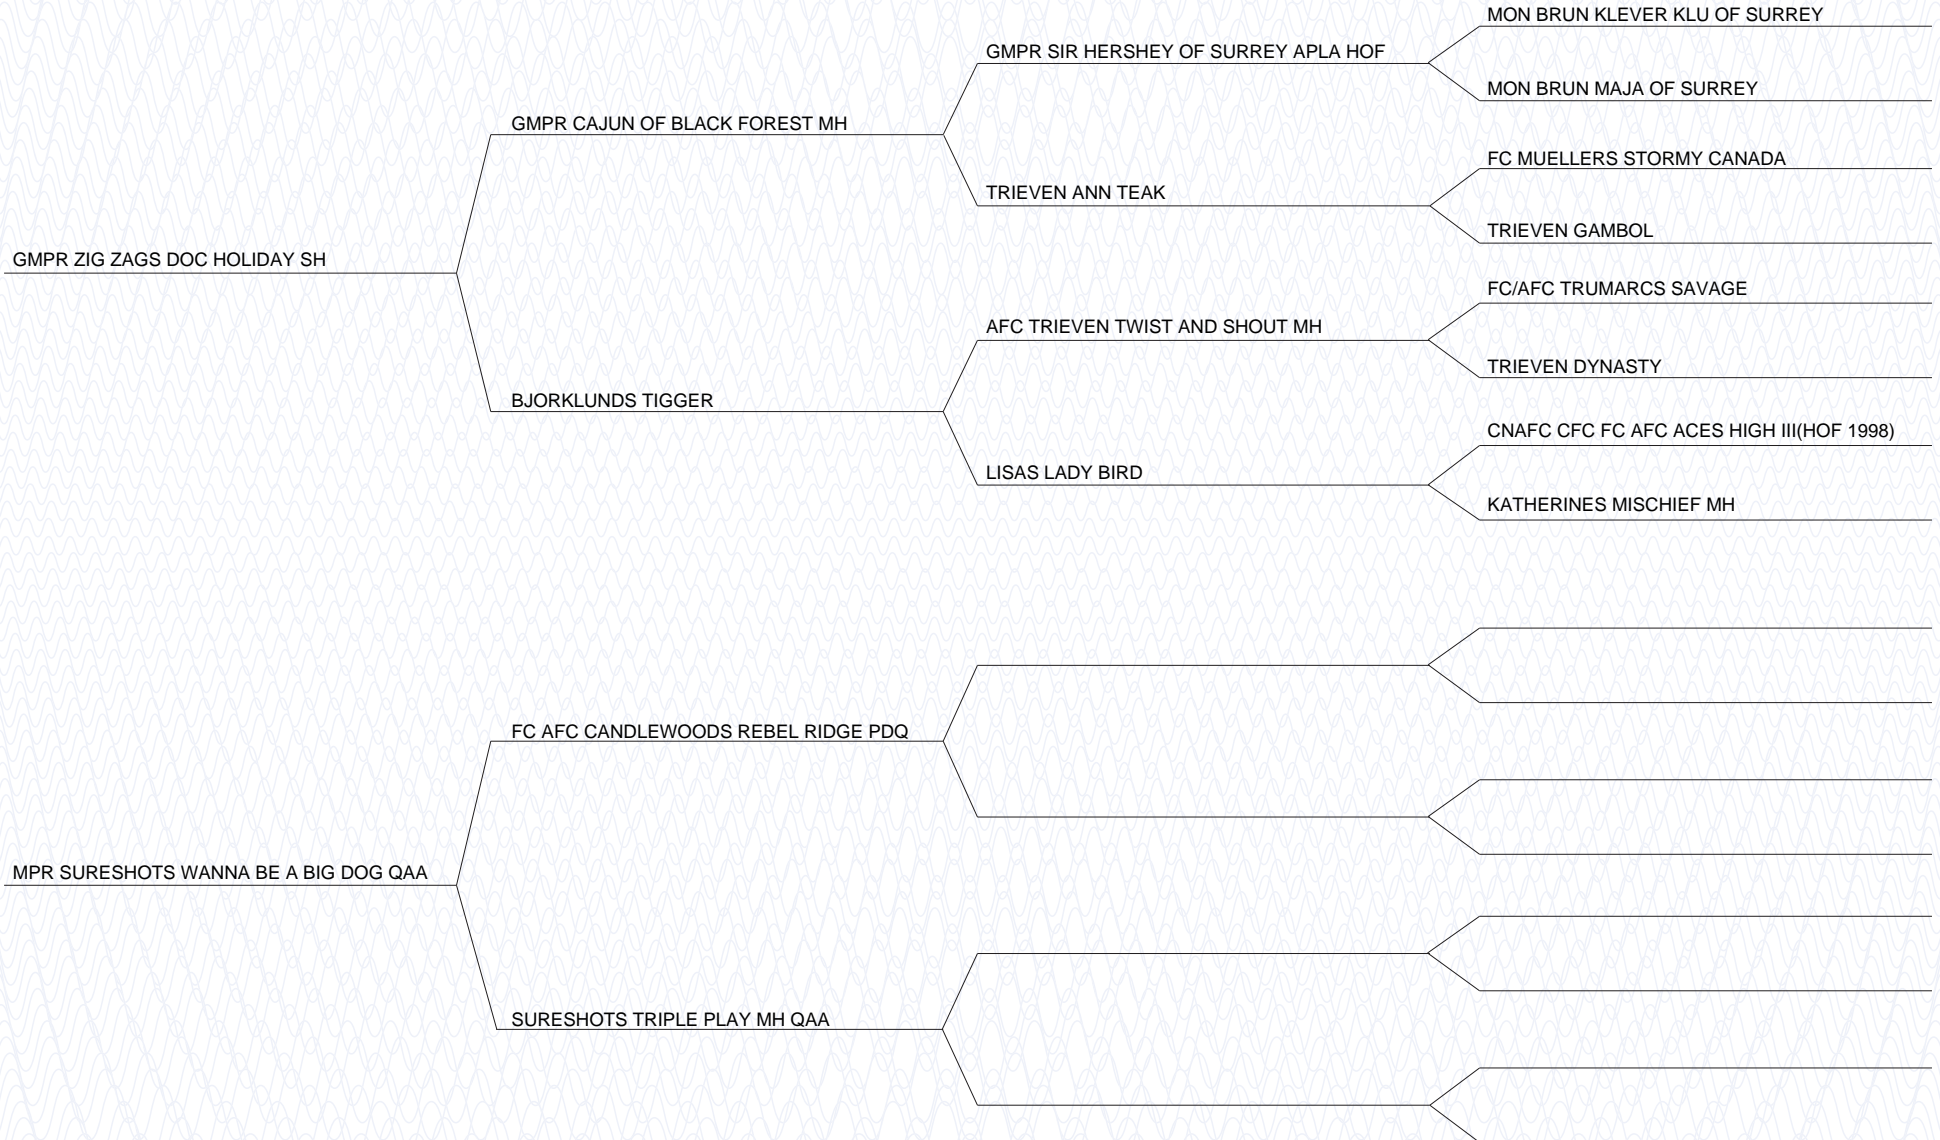 MON BRUN KLEVER KLU OF SURREY
GMPR SIR HERSHEY OF SURREY APLA HOF
MON BRUN MAJA OF SURREY
GMPR CAJUN OF BLACK FOREST MH
FC MUELLERS STORMY CANADA
TRIEVEN ANN TEAK
TRIEVEN GAMBOL
GMPR ZIG ZAGS DOC HOLIDAY SH
FC/AFC TRUMARCS SAVAGE
AFC TRIEVEN TWIST AND SHOUT MH
TRIEVEN DYNASTY
BJORKLUNDS TIGGER
CNAFC CFC FC AFC ACES HIGH III(HOF 1998)
LISAS LADY BIRD
KATHERINES MISCHIEF MH
FC AFC CANDLEWOODS REBEL RIDGE PDQ
MPR SURESHOTS WANNA BE A BIG DOG QAA
SURESHOTS TRIPLE PLAY MH QAA